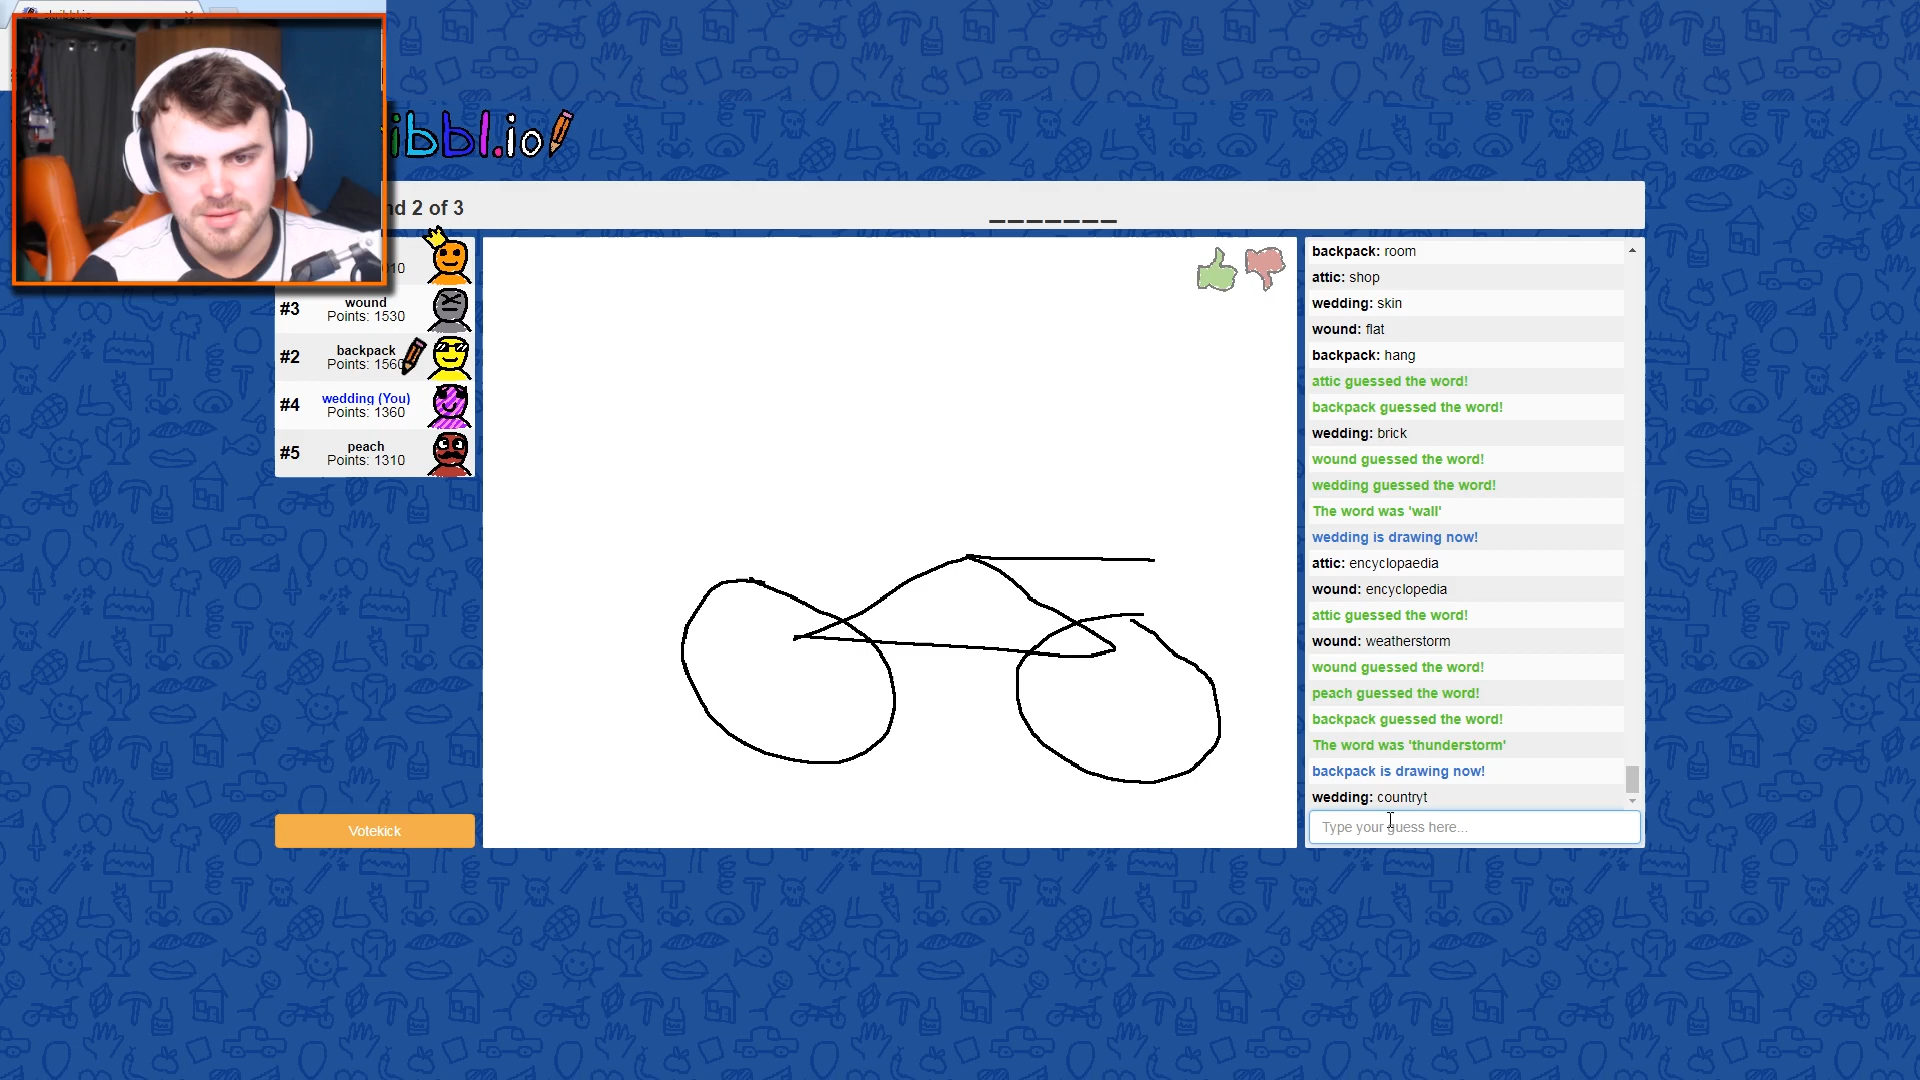 ibbl.io
nd 2 of 3
_______
010
#3
wound
Points: 1530
#2
backpack
Points: 1560
#4
wedding (You)
Points: 1360
#5
peach
Points: 1310
Votekick
backpack: room
attic: shop
wedding: skin
wound: flat
backpack: hang
attic guessed the word!
backpack guessed the word!
wedding: brick
wound guessed the word!
wedding guessed the word!
The word was 'wall'
wedding is drawing now!
attic: encyclopaedia
wound: encyclopedia
attic guessed the word!
wound: weatherstorm
wound guessed the word!
peach guessed the word!
backpack guessed the word!
The word was 'thunderstorm'
backpack is drawing now!
wedding: countryt
Type your guess here...